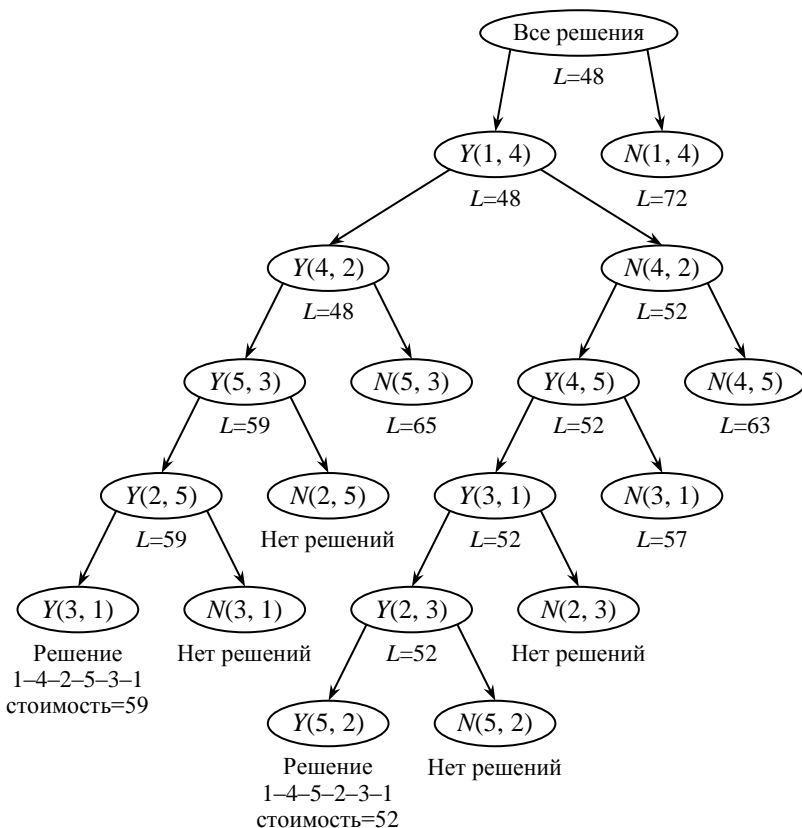 Все решения
L=48
Y(1, 4)
N(1, 4)
L=48
L=72
Y(4, 2)
N(4, 2)
L=48
L=52
Y(5, 3)
N(5, 3)
Y(4, 5)
N(4, 5)
L=59
L=65
L=52
L=63
Y(2, 5)
N(2, 5)
Y(3, 1)
N(3, 1)
L=59
Нет решений
L=52
L=57
Y(3, 1)
N(3, 1)
Y(2, 3)
N(2, 3)
Решение
1–4–2–5–3–1
стоимость=59
Нет решений
L=52
Нет решений
Y(5, 2)
N(5, 2)
Решение
1–4–5–2–3–1
стоимость=52
Нет решений